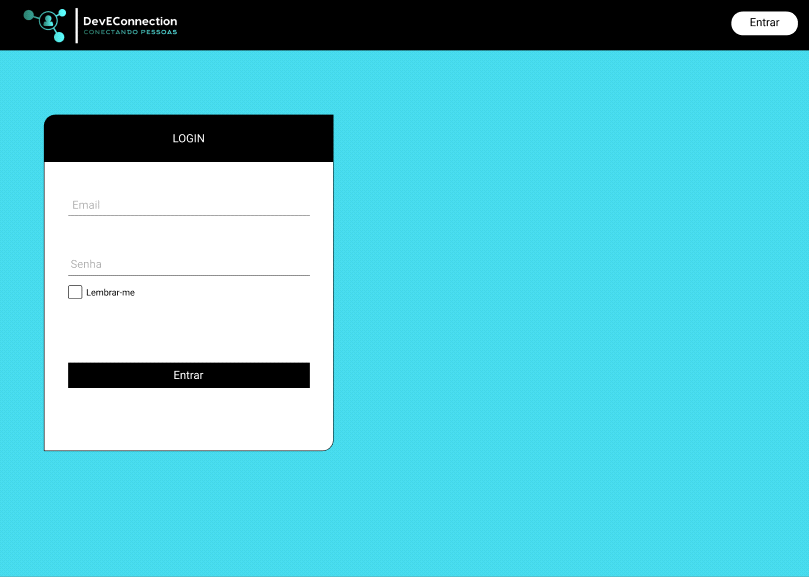 DevEConnection
CONECTANDO PESSOAS
Entrar
LOGIN
Email
Senha
Lembrar-me
Entrar